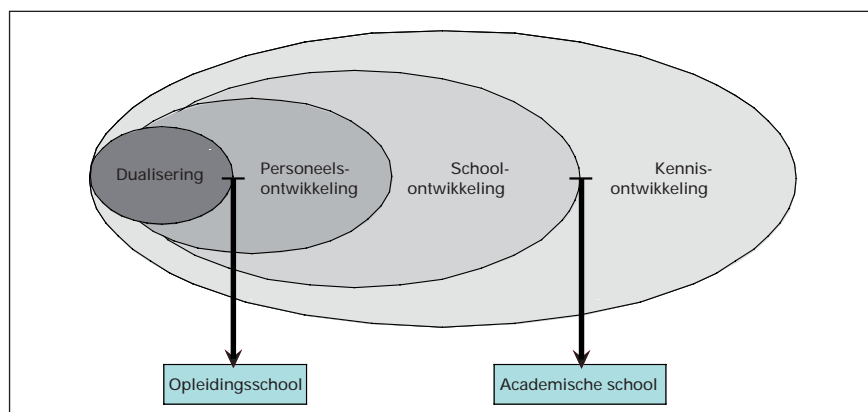 Dualisering
Personeels-
ontwikkeling
School-
ontwikkeling
Kennis-
ontwikkeling
Opleidingsschool
Academische school